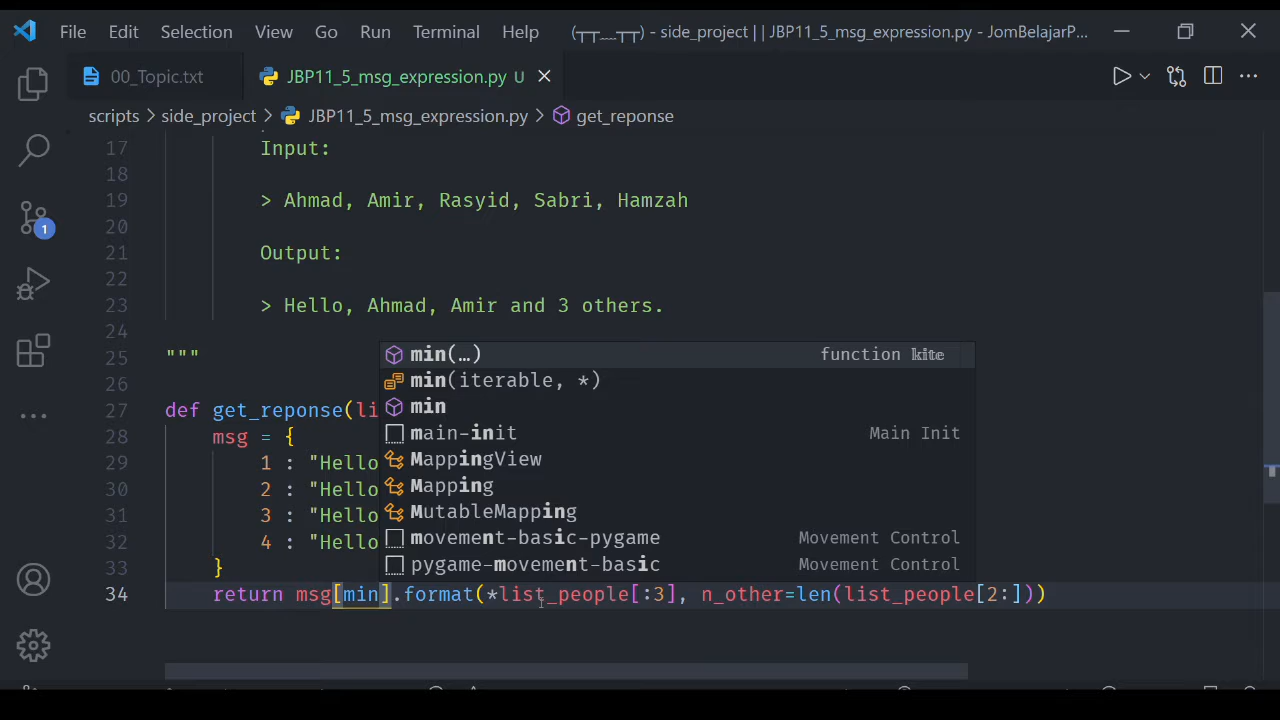 File Edit Selection View Go Run Terminal Help (┬┬﹏┬┬) - side_project || JBP11_5_msg_expression.py - JomBelajarP...
00_Topic.txt JBP11_5_msg_expression.py U
scripts > side_project > JBP11_5_msg_expression.py > get_reponse
17 Input:
18
19 > Ahmad, Amir, Rasyid, Sabri, Hamzah
20
21 Output:
22
23 > Hello, Ahmad, Amir and 3 others.
24
25 """
26
27 def get_reponse(li
28 msg = {
29 1 : "Hello
30 2 : "Hello
31 3 : "Hello
32 4 : "Hello
33 }
34 return msg[min].format(*list_people[:3], n_other=len(list_people[2:]))
min(…) function kite
min(iterable, *)
min
main-init Main Init
MappingView
Mapping
MutableMapping
movement-basic-pygame Movement Control
pygame-movement-basic Movement Control
1